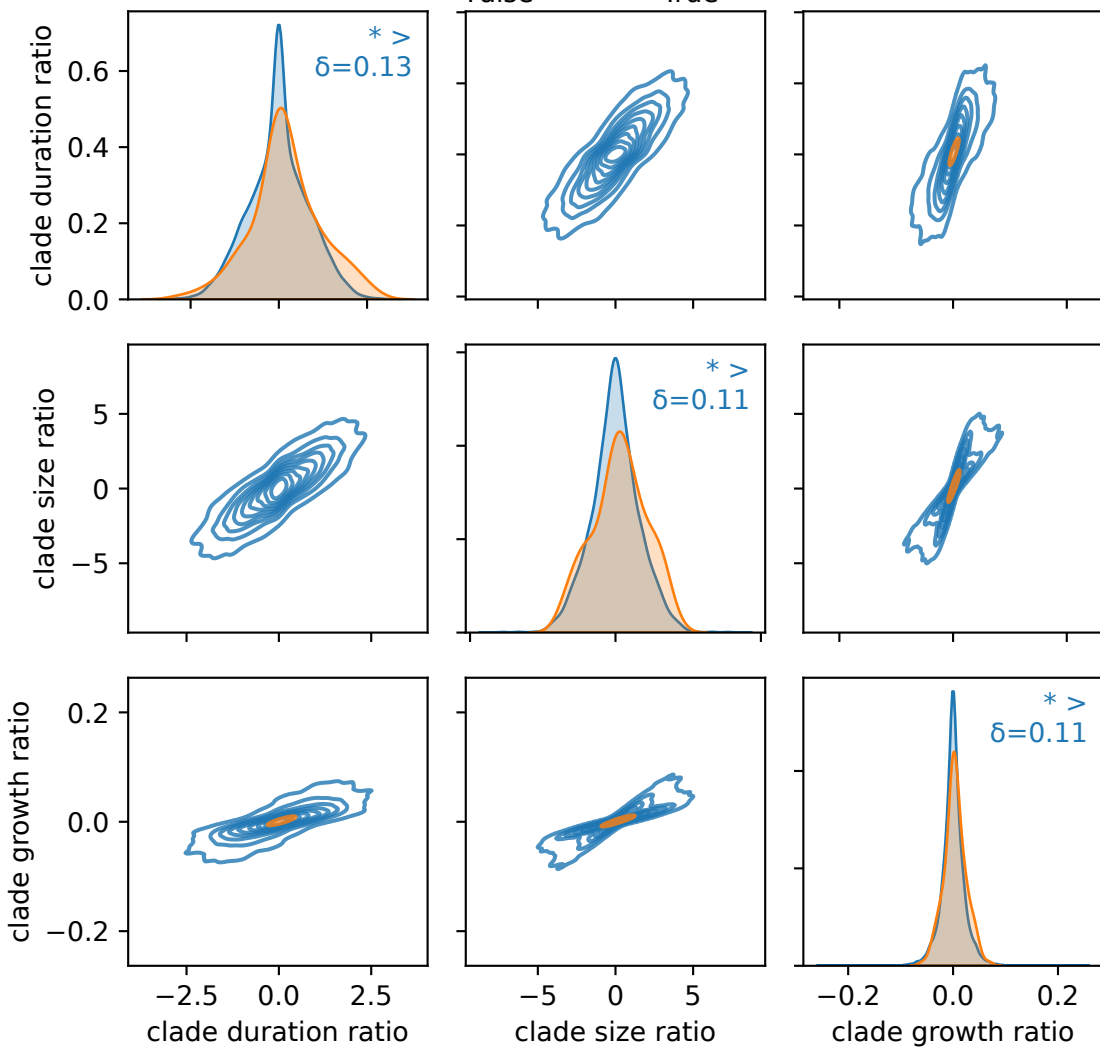 clade duration ratio
0.6
0.4
0.2
0.0
* >
δ=0.13
clade size ratio
5
0
−5
* >
δ=0.11
clade growth ratio
0.2
0.0
−0.2
* >
δ=0.11
−2.5 0.0 2.5
−5 0 5
−0.2 0.0 0.2
clade duration ratio
clade size ratio
clade growth ratio